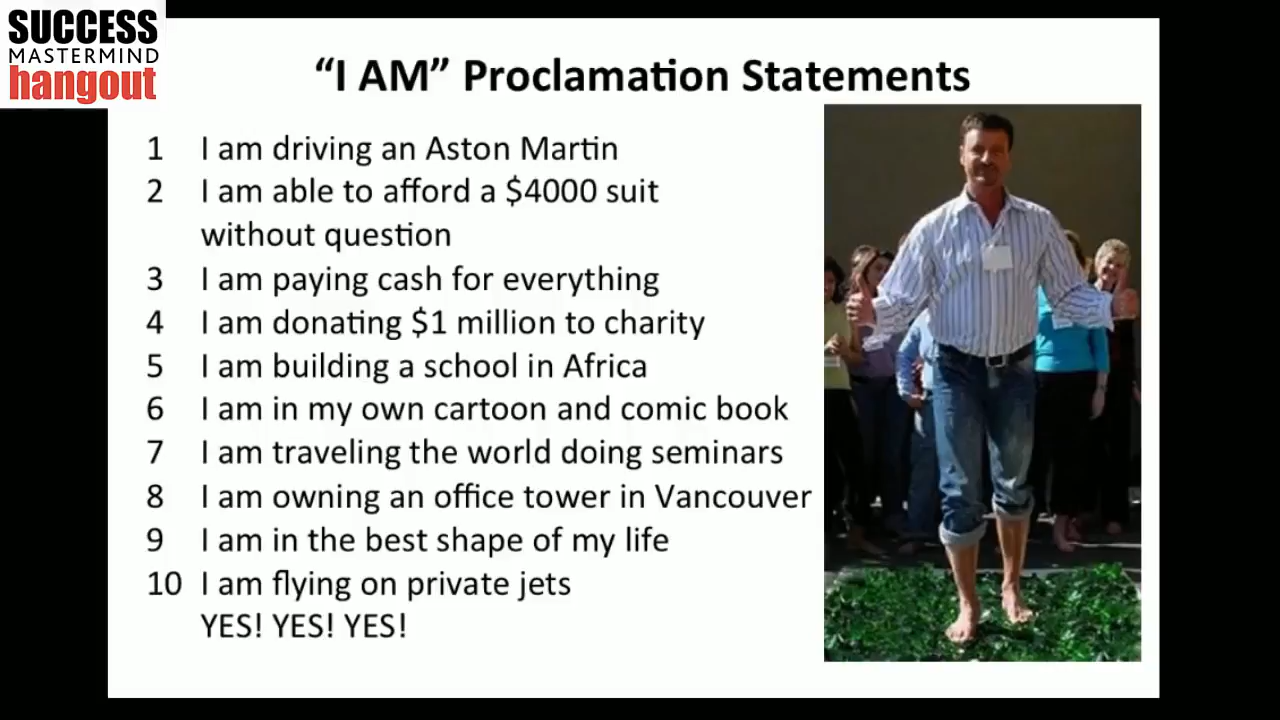 SUCCESS
MASTERMIND
hangout
“I AM” Proclamation Statements
1 I am driving an Aston Martin
2 I am able to afford a $4000 suit
without question
3 I am paying cash for everything
4 I am donating $1 million to charity
5 I am building a school in Africa
6 I am in my own cartoon and comic book
7 I am traveling the world doing seminars
8 I am owning an office tower in Vancouver
9 I am in the best shape of my life
10 I am flying on private jets
YES! YES! YES!